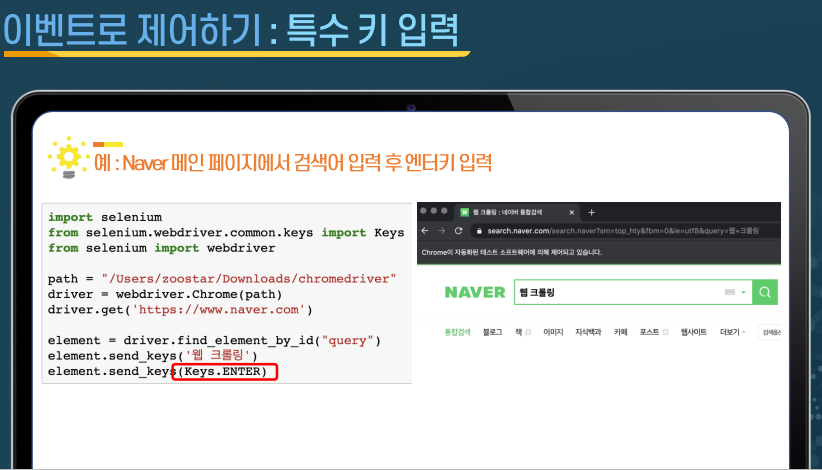 이벤트로 제어하기 : 특수 키 입력
예 : Naver 메인 페이지에서 검색어 입력 후 엔터키 입력
import selenium
from selenium.webdriver.common.keys import Keys
from selenium import webdriver
path = "/Users/zoostar/Downloads/chromedriver"
driver = webdriver.Chrome(path)
driver.get('https://www.naver.com')
element = driver.find_element_by_id("query")
element.send_keys('웹 크롤링')
element.send_keys(Keys.ENTER)
웹 크롤링 : 네이버 통합검색
search.naver.com/search.naver?sm=top_hty&fbm=0&ie=utf8&query=웹+크롤링
Chrome이 자동화된 테스트 소프트웨어에 의해 제어되고 있습니다.
NAVER 웹 크롤링
통합검색 블로그 책 이미지 지식백과 카페 포스트 웹사이트 더보기 검색옵션